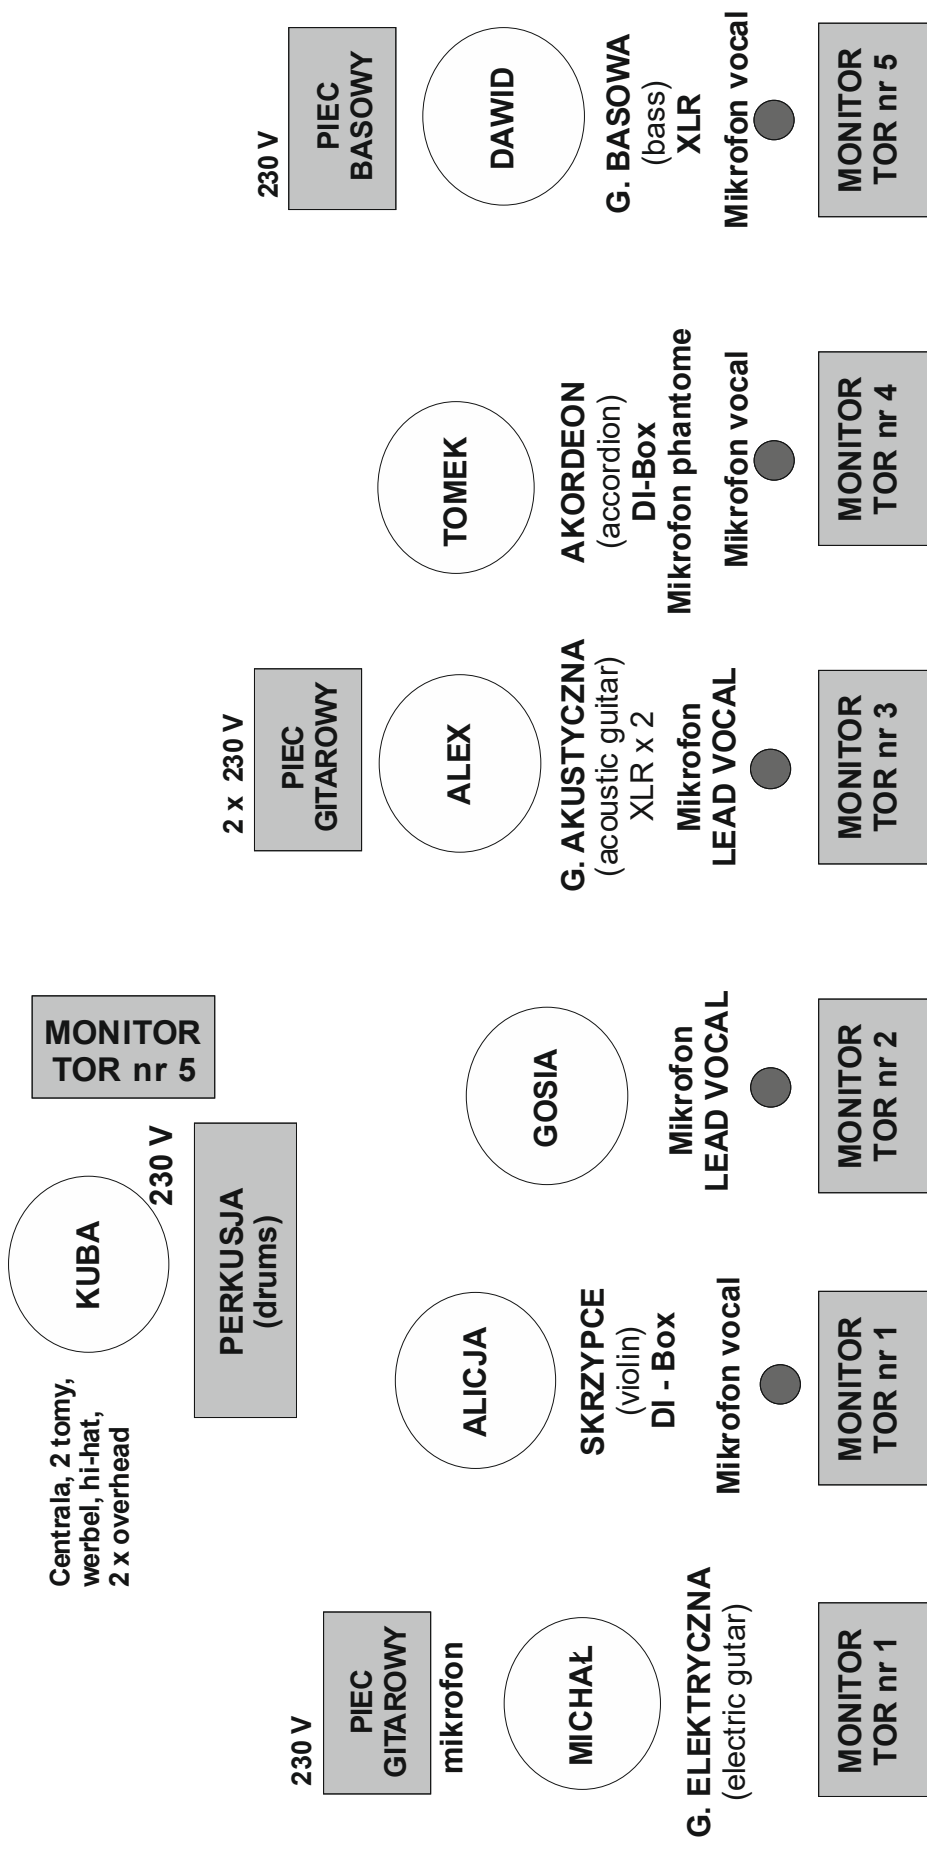 Centrala, 2 tomy,
werbel, hi-hat,
2 x overhead
KUBA
230 V
PERKUSJA
(drums)
MONITOR
TOR nr 5
230 V
PIEC
GITAROWY
mikrofon
MICHAŁ
G. ELEKTRYCZNA
(electric gutar)
MONITOR
TOR nr 1
ALICJA
SKRZYPCE
(violin)
DI - Box
Mikrofon vocal
MONITOR
TOR nr 1
GOSIA
Mikrofon
LEAD VOCAL
MONITOR
TOR nr 2
2 x 230 V
PIEC
GITAROWY
ALEX
G. AKUSTYCZNA
(acoustic guitar)
XLR x 2
Mikrofon
LEAD VOCAL
MONITOR
TOR nr 3
TOMEK
AKORDEON
(accordion)
DI-Box
Mikrofon phantome
Mikrofon vocal
MONITOR
TOR nr 4
230 V
PIEC
BASOWY
DAWID
G. BASOWA
(bass)
XLR
Mikrofon vocal
MONITOR
TOR nr 5